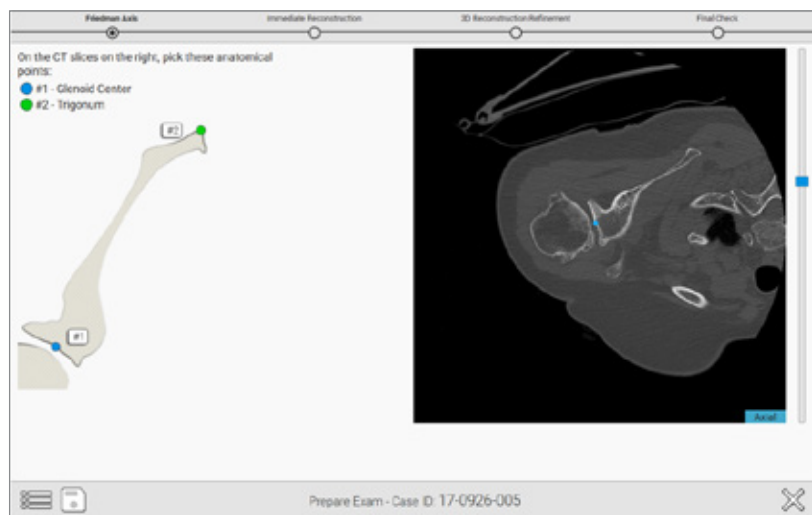 Friedman Axis
Immediate Reconstruction
3D Reconstruction Refinement
Final Check
On the CT slices on the right, pick these anatomical
points:
#1 - Glenoid Center
#2 - Trigonum
#2
#1
Axial
Prepare Exam - Case ID: 17-0926-005